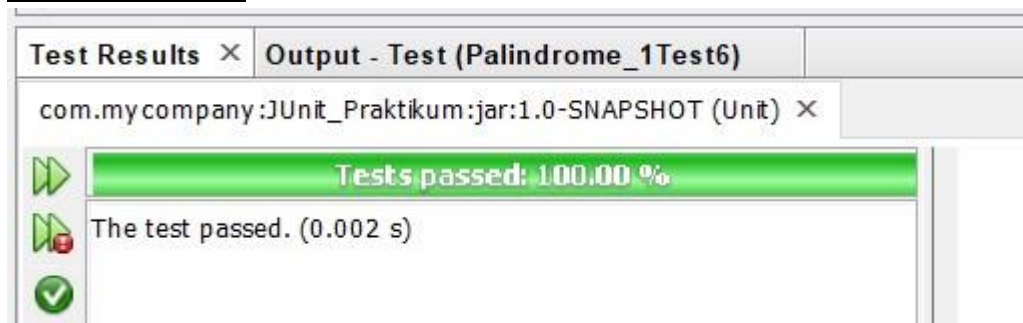 Test Results × Output - Test (Palindrome_1Test6)
com.mycompany:JUnit_Praktikum:jar:1.0-SNAPSHOT (Unit) ×
Tests passed: 100.00 %
The test passed. (0.002 s)